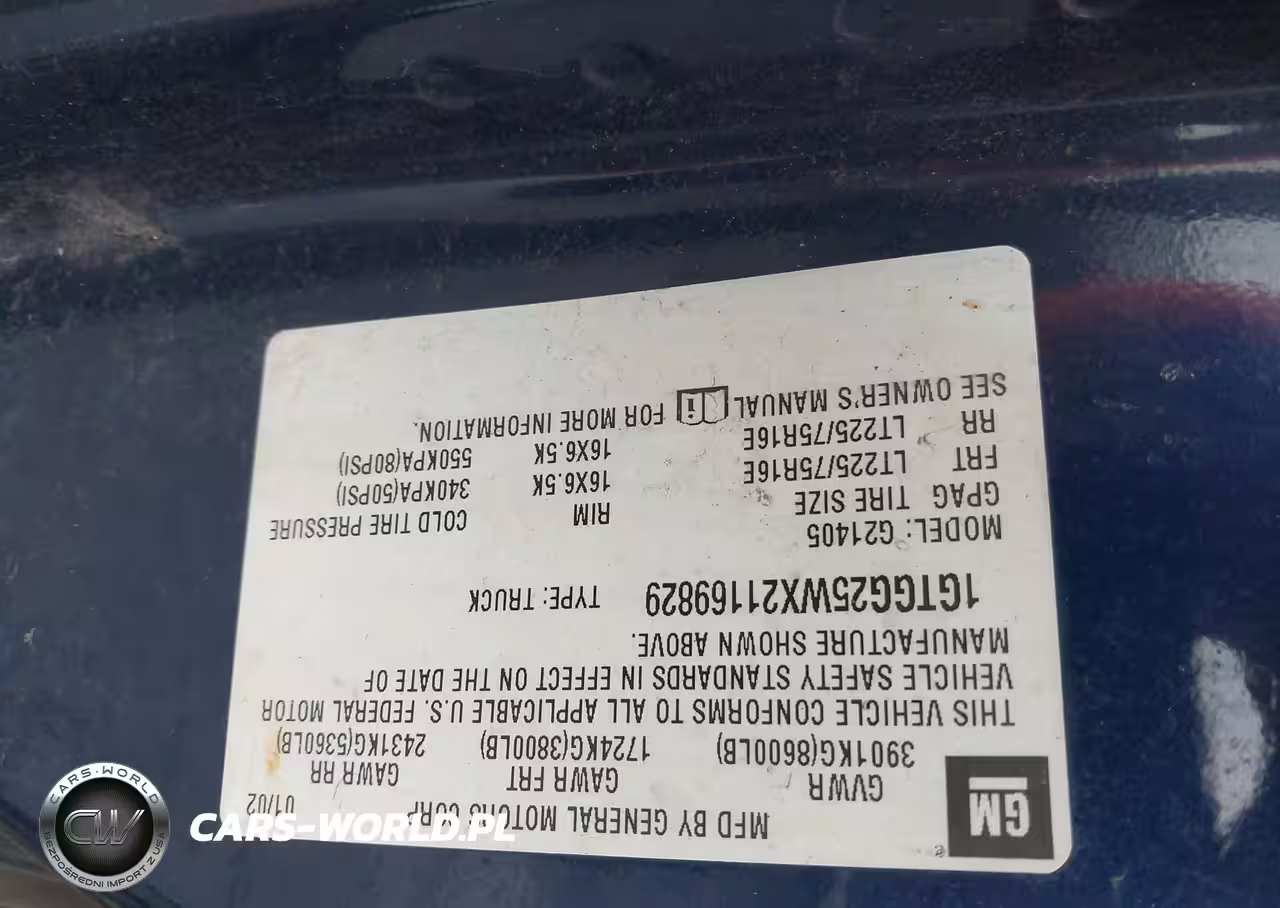 GM
MFD BY GENERAL MOTORS CORP 01/02
GVWR GAWR FRT GAWR RR
3901KG(8600LB) 1724KG(3800LB) 2431KG(5360LB)
THIS VEHICLE CONFORMS TO ALL APPLICABLE U.S. FEDERAL MOTOR
VEHICLE SAFETY STANDARDS IN EFFECT ON THE DATE OF
MANUFACTURE SHOWN ABOVE.
1GTGG25WX21169829 TYPE: TRUCK
MODEL: G21405
GPAG TIRE SIZE RIM COLD TIRE PRESSURE
FRT LT225/75R16E 16X6.5K 340KPA(50PSI)
RR LT225/75R16E 16X6.5K 550KPA(80PSI)
SEE OWNER'S MANUAL i FOR MORE INFORMATION.
CARS-WORLD
CW
BEZPOŚREDNI IMPORT Z USA
CARS-WORLD.PL